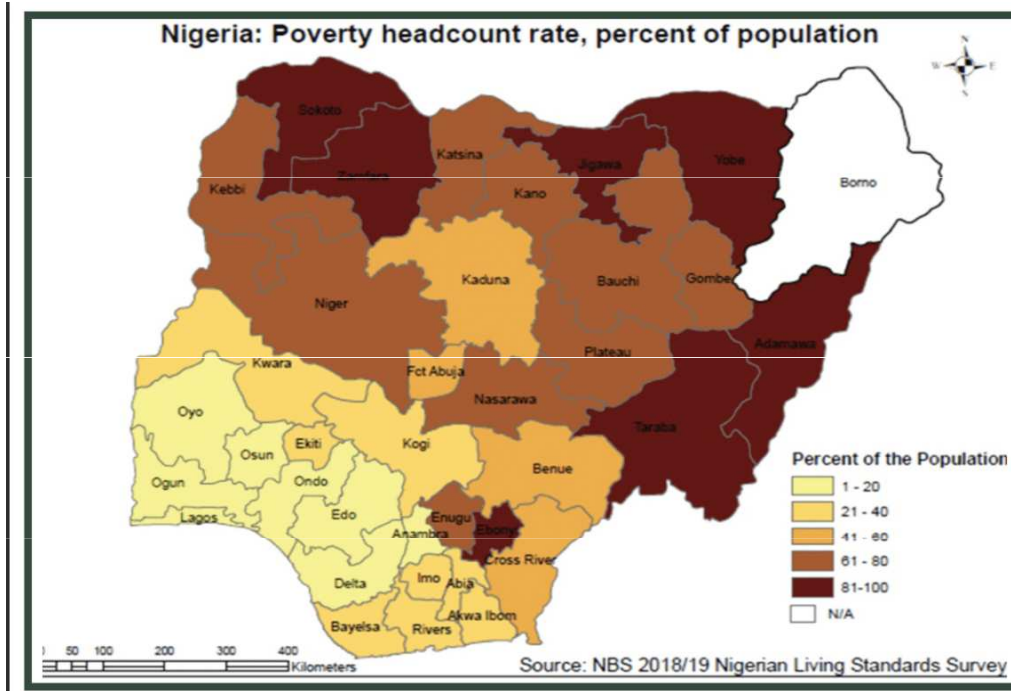 Nigeria: Poverty headcount rate, percent of population
N
W E
Sokoto
Zamfara
Katsina
Jigawa
Yobe
Borno
Kebbi
Kano
Kaduna
Bauchi
Gombe
Niger
Adamawa
Plateau
Kwara
Fct Abuja
Nasarawa
Taraba
Oyo
Kogi
Ekiti
Osun
Benue
Ogun
Ondo
Lagos
Edo
Enugu
Ebony
Anambra
Cross River
Delta
Imo
Abia
Akwa Ibom
Bayelsa
Rivers
Percent of the Population
1 - 20
21 - 40
41 - 60
61 - 80
81-100
N/A
0 50 100 200 300 400
Kilometers
Source: NBS 2018/19 Nigerian Living Standards Survey